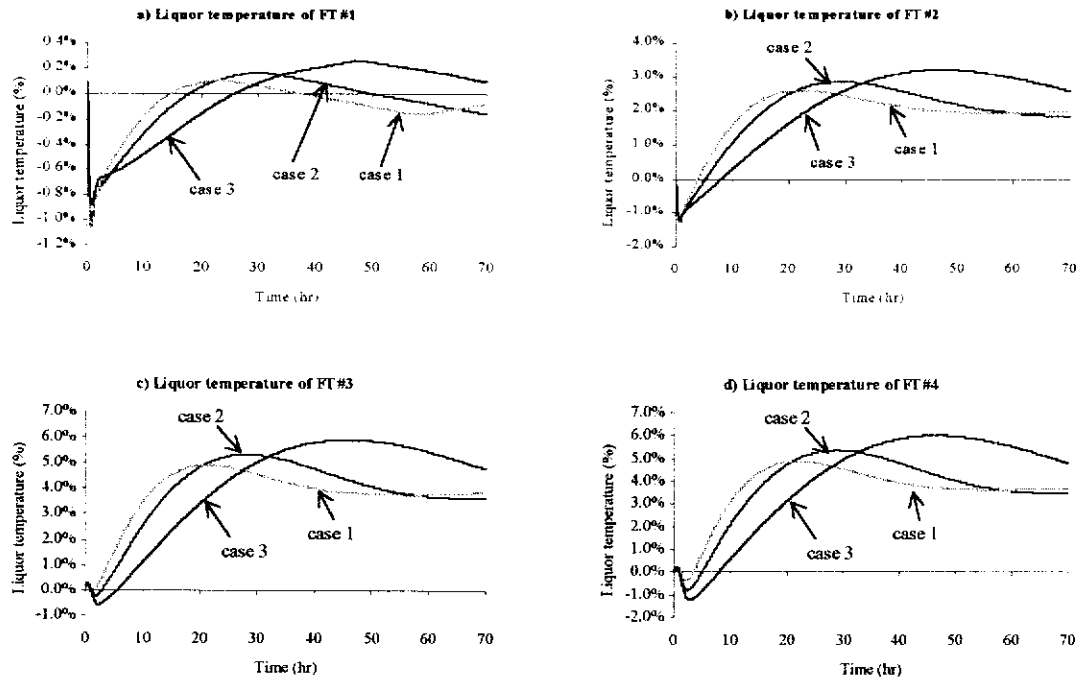 a) Liquor temperature of FT#1
Liquor temperature (%)
0.4%
0.2%
0.0%
-0.2%
-0.4%
-0.6%
-0.8%
-1.0%
-1.2%
case 3
case 2
case 1
0 10 20 30 40 50 60 70
Time (hr)
b) Liquor temperature of FT#2
Liquor temperature (%)
4.0%
3.0%
2.0%
1.0%
0.0%
-1.0%
-2.0%
case 2
case 3
case 1
0 10 20 30 40 50 60 70
Time (hr)
c) Liquor temperature of FT#3
Liquor temperature (%)
7.0%
6.0%
5.0%
4.0%
3.0%
2.0%
1.0%
0.0%
-1.0%
case 2
case 3
case 1
0 10 20 30 40 50 60 70
Time (hr)
d) Liquor temperature of FT#4
Liquor temperature (%)
7.0%
6.0%
5.0%
4.0%
3.0%
2.0%
1.0%
0.0%
-1.0%
-2.0%
case 2
case 3
case 1
0 10 20 30 40 50 60 70
Time (hr)